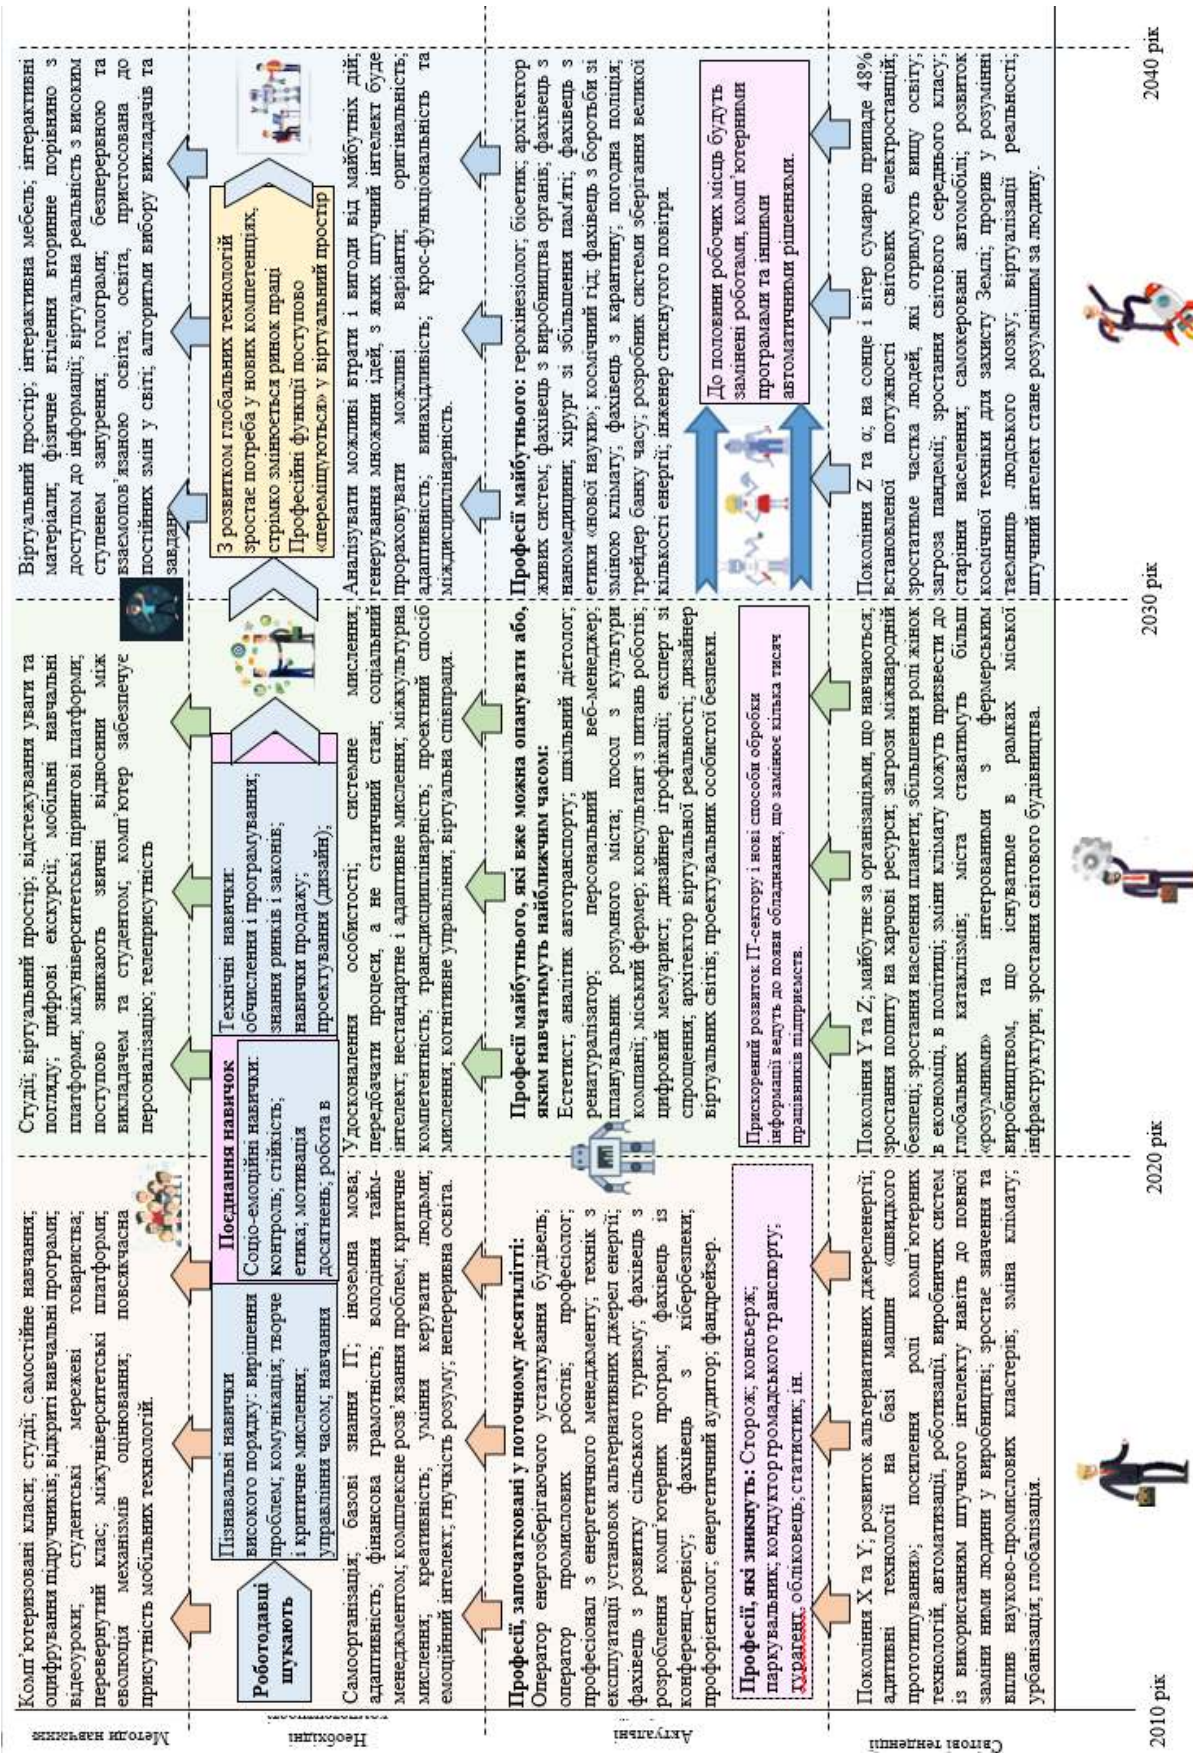 Методи навчання
Комп'ютеризовані класи; студії; самостійне навчання;
оцифрування підручників, відкриті навчальні програми;
відеоуроки; студентські мережеві товариства;
перевернутий клас; міжуніверситетські платформи;
еволюція механізмів оцінювання; повсякчасна
присутність мобільних технологій.
Студії; віртуальний простір; відстежування уваги та
погляду; цифрові екскурсії; мобільні навчальні
платформи; міжуніверситетські пірингові платформи;
поступово зникають звичні відносини між
викладачем та студентом; комп'ютер забезпечує
персоналізацію; телеприсутність
Віртуальний простір; інтерактивна мебель; інтерактивні
матеріали; фізичне втілення вторинне порівняно з
доступом до інформації; віртуальна реальність з високим
ступенем занурення; голограми; безперервною та
взаємопов'язаною освіта; освіта, пристосована до
постійних змін у світі; алгоритми вибору викладачів та
завдан
Необхідні
Роботодавці
шукають
Пізнавальні навички
високого порядку: вирішення
проблем; комунікація, творче
і критичне мислення;
управління часом; навчання
Поєднання навичок
Соціо-емоційні навички:
контроль; стійкість;
етика; мотивація
досягнень; робота в
Технічні навички:
обчислення і програмування;
знання ринків і законів;
навички продажу;
проектування (дизайн);
З розвитком глобальних технологій
зростає потреба у нових компетенціях,
стрімко змінюється ринок праці
Професійні функції поступово
«переміщуються» у віртуальний простір
Самоорганізація; базові знання ІТ; іноземна мова;
адаптивність; фінансова грамотність; володіння тайм-
менеджментом; комплексне розв'язання проблем; критичне
мислення; креативність; уміння керувати людьми;
емоційний інтелект; гнучкість розуму; неперервна освіта.
Удосконалення особистості; системне мислення;
передбачати процеси, а не статичний стан; соціальний
інтелект; нестандартне і адаптивне мислення; міжкультурна
компетентність; трансдисциплінарність; проектний спосіб
мислення; когнітивне управління; віртуальна співпраця.
Аналізувати можливі втрати і вигоди від майбутніх дій;
генерування множини ідей, з яких штучний інтелект буде
прораховувати можливі варіанти; оригінальність;
адаптивність; винахідливість; крос-функціональність та
міждисциплінарність.
Актуальні
Професії, започатковані у поточному десятилітті:
Оператор енергозберігаючого устаткування будівель;
оператор промислових роботів; професіолог;
професіонал з енергетичного менеджменту; технік з
експлуатації установок альтернативних джерел енергії;
фахівець з розвитку сільського туризму; фахівець з
розроблення комп'ютерних програм; фахівець із
конференц-сервісу; фахівець з кібербезпеки;
профорієнтолог; енергетичний аудитор; фандрейзер.
Професії, які зникнуть: Сторож; консьерж;
паркувальник; кондуктор громадського транспорту;
турагент; обліковець; статистик; ін.
Професії майбутнього, які вже можна опанувати або,
яким навчатимуть найближчим часом:
Естетист; аналітик автотранспорту; шкільний дієтолог;
ренатуралізатор; персональний веб-менеджер;
планувальник розумного міста; посол з культури
компанії; міський фермер; консультант з питань роботів;
цифровий мемуарист; дизайнер ігрофікації; експерт зі
спрощення; архітектор віртуальної реальності; дизайнер
віртуальних світів; проектувальник особистої безпеки.
Прискорений розвиток ІТ-сектору і нові способи обробки
інформації ведуть до появи обладнання, що замінює кілька тисяч
працівників підприємств.
Професії майбутнього: герокінезіолог; біоетик; архітектор
живих систем; фахівець з виробництва органів; фахівець з
наномедицини; хірург зі збільшення пам'яті; фахівець з
етики «нової науки»; космічний гід; фахівець з боротьби зі
зміною клімату; фахівець з карантину; погодна поліція;
трейдер банку часу; розробник системи зберігання великої
кількості енергії; інженер стиснутого повітря.
До половини робочих місць будуть
замінені роботами, комп'ютерними
програмами та іншими
автоматичними рішеннями.
Світові тенденції
Покоління X та Y; розвиток альтернативних джерел енергії;
адитивні технології на базі машин «швидкого
прототипування»; посилення ролі комп'ютерних
технологій, автоматизації, роботизації, виробничих систем
із використанням штучного інтелекту навіть до повної
заміни ними людини у виробництві; зростає значення та
вплив науково-промислових кластерів; зміна клімату;
урбанізація; глобалізація.
Покоління Y та Z; майбутнє за організаціями, що навчаються;
зростання попиту на харчові ресурси; загрози міжнародній
безпеці; зростання населення планети; збільшення ролі жінок
в економіці, в політиці; зміни клімату можуть призвести до
глобальних катаклізмів; міста ставатимуть більш
«розумними» та інтегрованими з фермерським
виробництвом, що існуватиме в рамках міської
інфраструктури; зростання світового будівництва.
Покоління Z та α; на сонце і вітер сумарно припаде 48%
встановленої потужності світових електростанцій;
зростатиме частка людей, які отримують вищу освіту;
загроза пандемії; зростання світового середнього класу;
старіння населення; самокеровані автомобілі; розвиток
космічної техніки для захисту Землі; прорив у розумінні
таємниць людського мозку; віртуалізації реальності;
штучний інтелект стане розумнішим за людину.
2010 рік
2020 рік
2030 рік
2040 рік